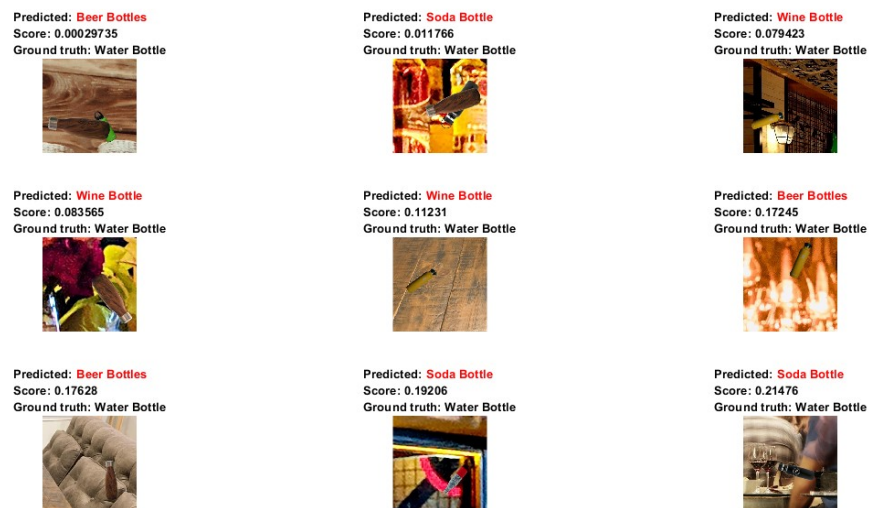 Predicted: Beer Bottles
Score: 0.00029735
Ground truth: Water Bottle
Predicted: Soda Bottle
Score: 0.011766
Ground truth: Water Bottle
Predicted: Wine Bottle
Score: 0.079423
Ground truth: Water Bottle
Predicted: Wine Bottle
Score: 0.083565
Ground truth: Water Bottle
Predicted: Wine Bottle
Score: 0.11231
Ground truth: Water Bottle
Predicted: Beer Bottles
Score: 0.17245
Ground truth: Water Bottle
Predicted: Beer Bottles
Score: 0.17628
Ground truth: Water Bottle
Predicted: Soda Bottle
Score: 0.19206
Ground truth: Water Bottle
Predicted: Soda Bottle
Score: 0.21476
Ground truth: Water Bottle